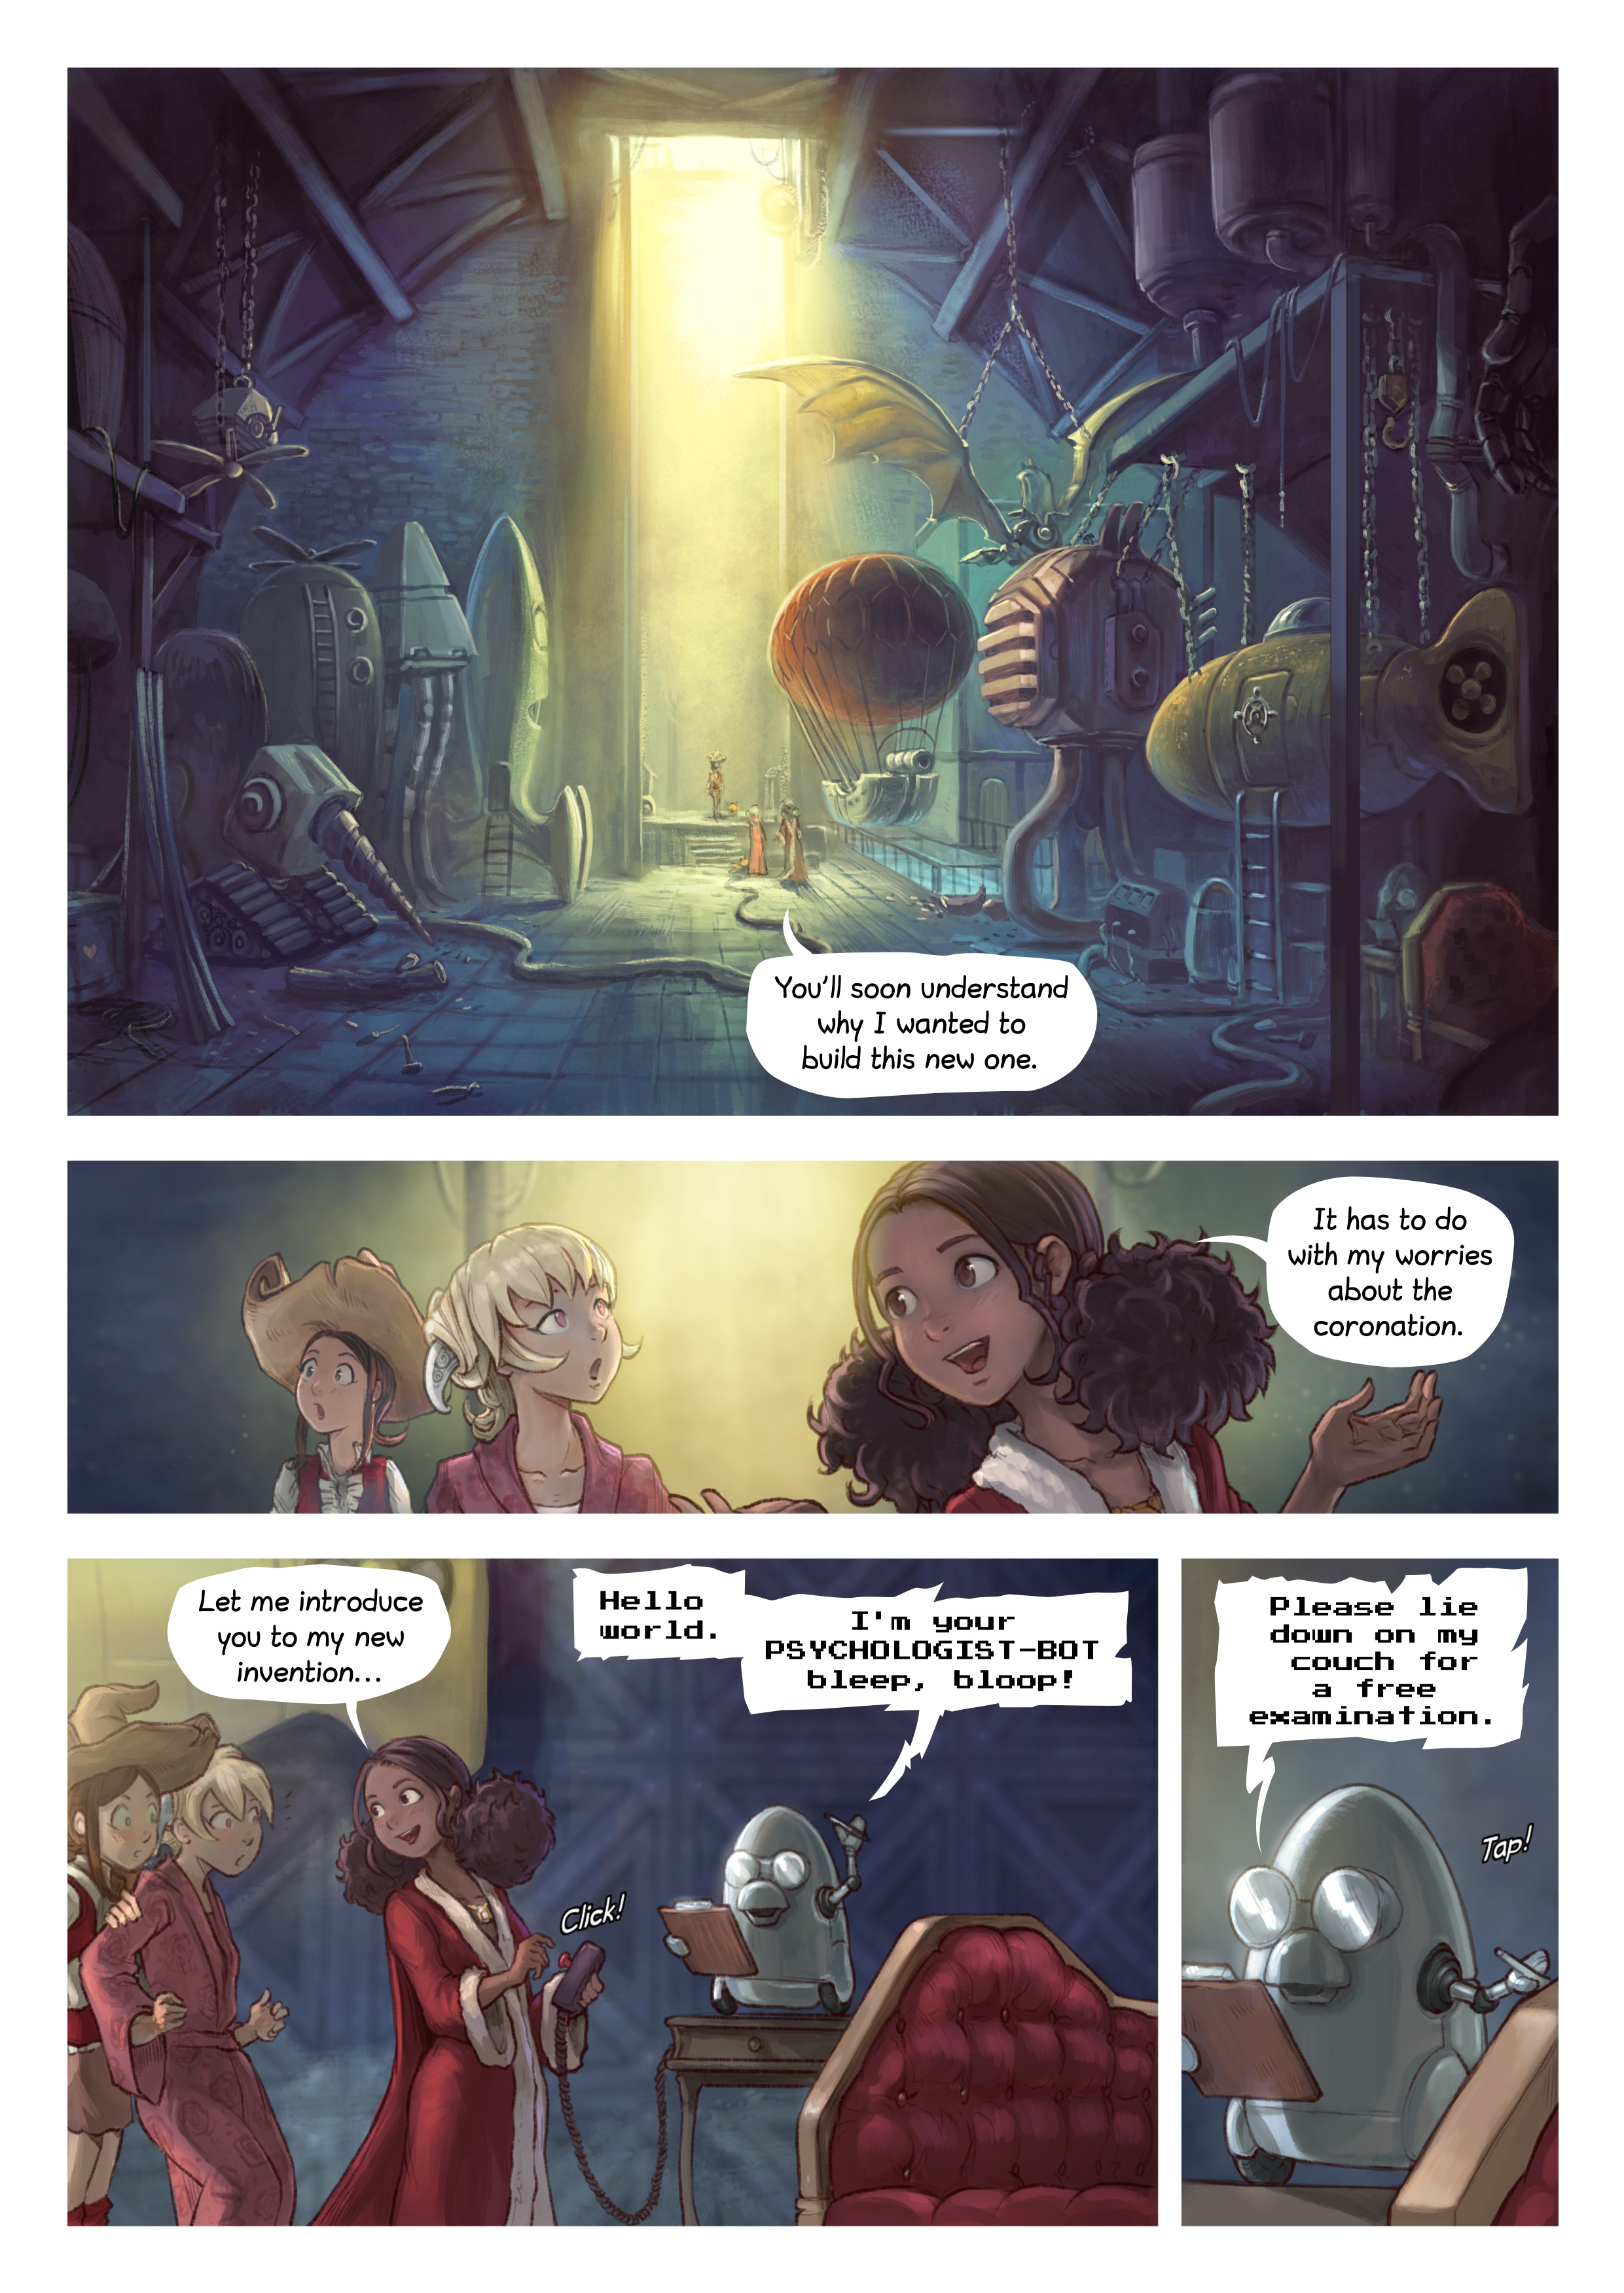 You'll soon understand
why I wanted to
build this new one.
It has to do
with my worries
about the
coronation.
Let me introduce
you to my new
invention...
Hello
world.
I'm your
PSYCHOLOGIST-BOT
bleep, bloop!
Click!
Please lie
down on my
couch for
a free
examination.
Tap!